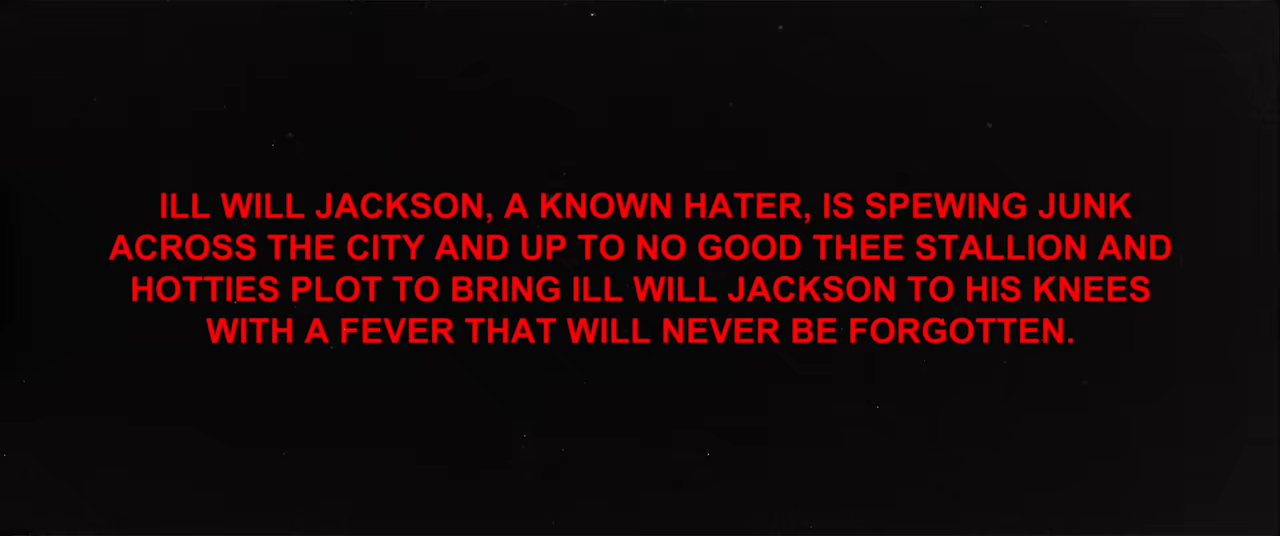 ILL WILL JACKSON, A KNOWN HATER, IS SPEWING JUNK
ACROSS THE CITY AND UP TO NO GOOD THEE STALLION AND
HOTTIES PLOT TO BRING ILL WILL JACKSON TO HIS KNEES
WITH A FEVER THAT WILL NEVER BE FORGOTTEN.